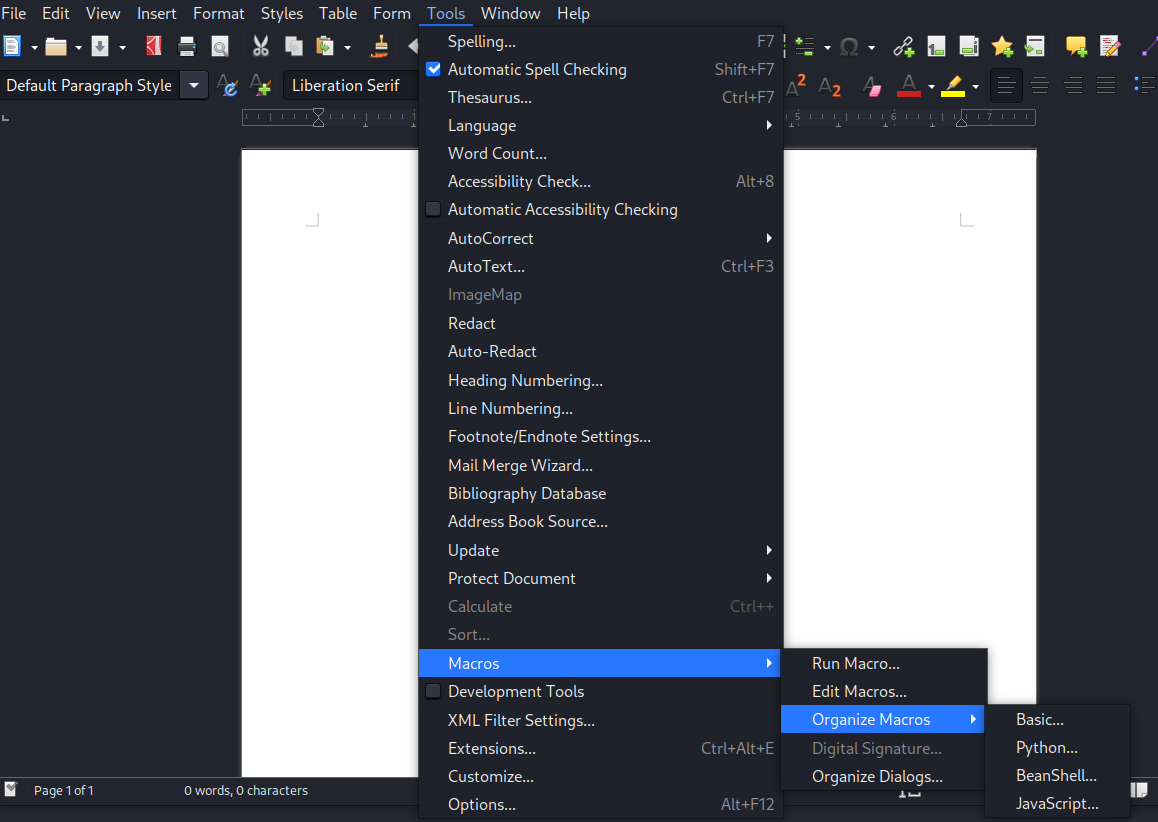 File Edit View Insert Format Styles Table Form Tools Window Help
Default Paragraph Style Liberation Serif
1 5 6 7
Spelling... F7
Automatic Spell Checking Shift+F7
Thesaurus... Ctrl+F7
Language
Word Count...
Accessibility Check... Alt+8
Automatic Accessibility Checking
AutoCorrect
AutoText... Ctrl+F3
ImageMap
Redact
Auto-Redact
Heading Numbering...
Line Numbering...
Footnote/Endnote Settings...
Mail Merge Wizard...
Bibliography Database
Address Book Source...
Update
Protect Document
Calculate Ctrl++
Sort...
Macros
Development Tools
XML Filter Settings...
Extensions... Ctrl+Alt+E
Customize...
Options... Alt+F12
Run Macro...
Edit Macros...
Organize Macros
Digital Signature...
Organize Dialogs...
Basic...
Python...
BeanShell...
JavaScript...
Page 1 of 1 0 words, 0 characters